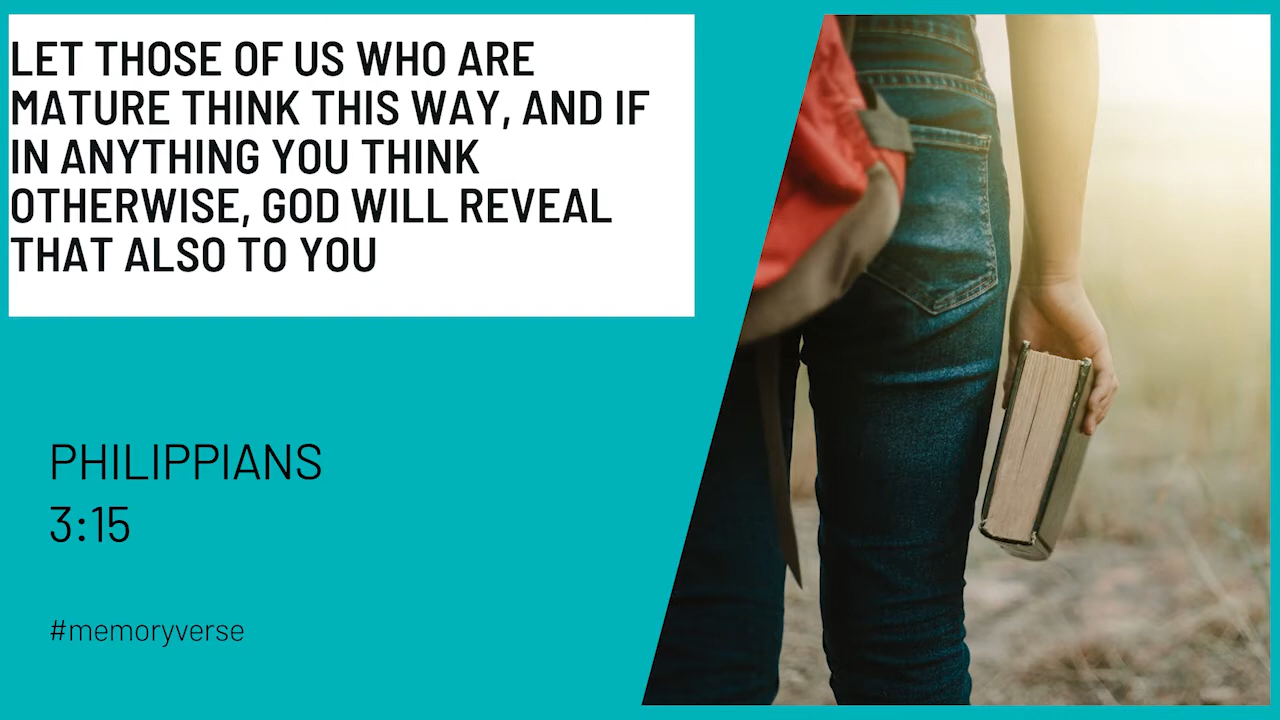 LET THOSE OF US WHO ARE
MATURE THINK THIS WAY, AND IF
IN ANYTHING YOU THINK
OTHERWISE, GOD WILL REVEAL
THAT ALSO TO YOU
PHILIPPIANS
3:15
#memoryverse